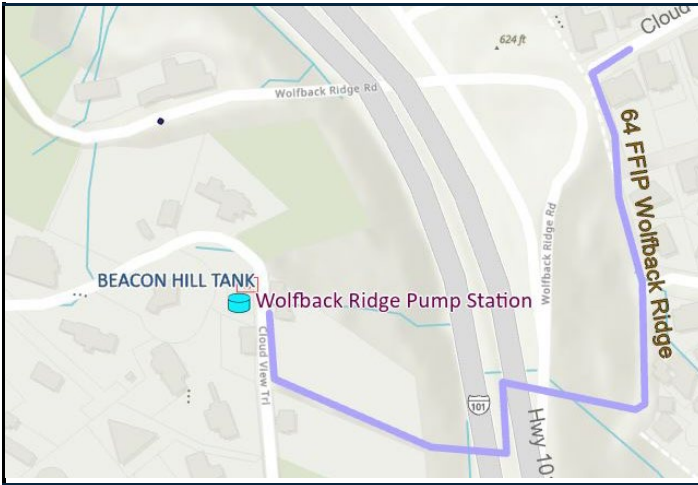 Cloud
624 ft
Wolfback Ridge Rd
64 FFIP Wolfback Ridge
Wolfback Ridge Rd
BEACON HILL TANK
Wolfback Ridge Pump Station
Cloud View Trl
101
Hwy 10